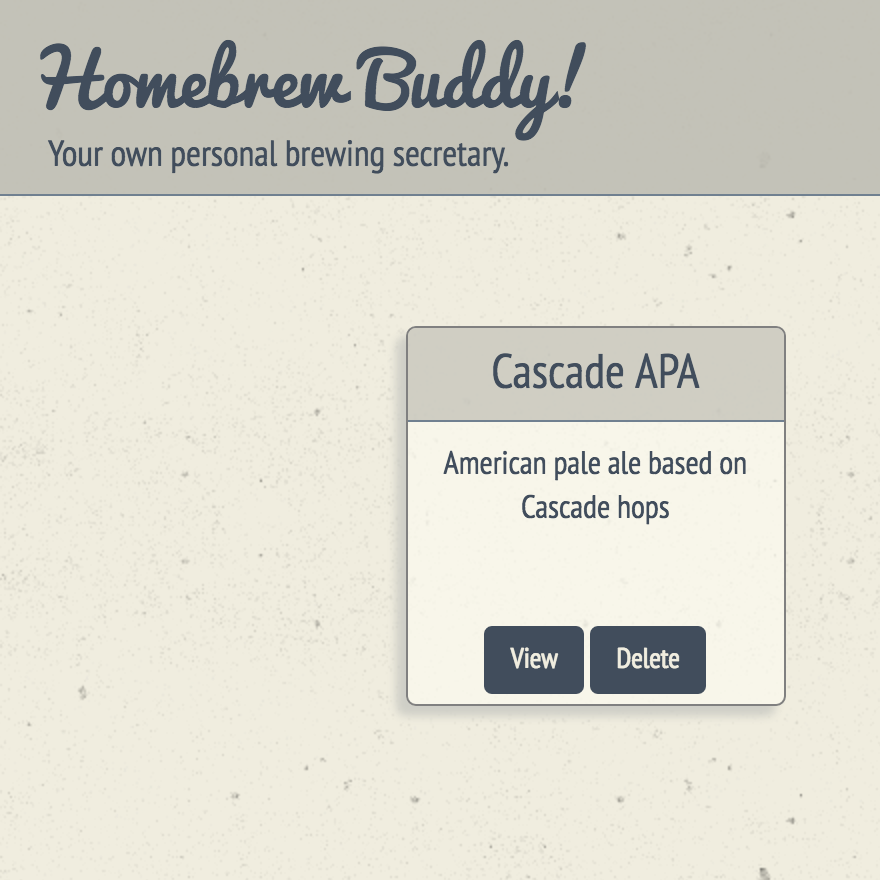 Homebrew Buddy!
Your own personal brewing secretary.
Cascade APA
American pale ale based on
Cascade hops
View Delete